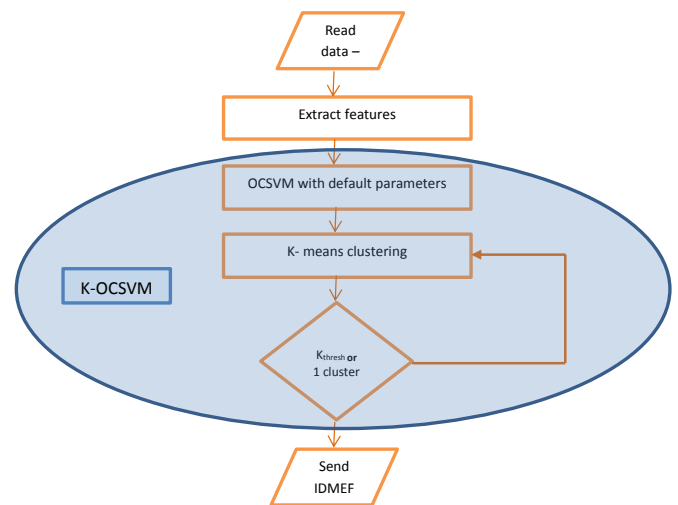 Read
data –
Extract features
OCSVM with default parameters
K- means clustering
K-OCSVM
Kthresh or
1 cluster
Send
IDMEF